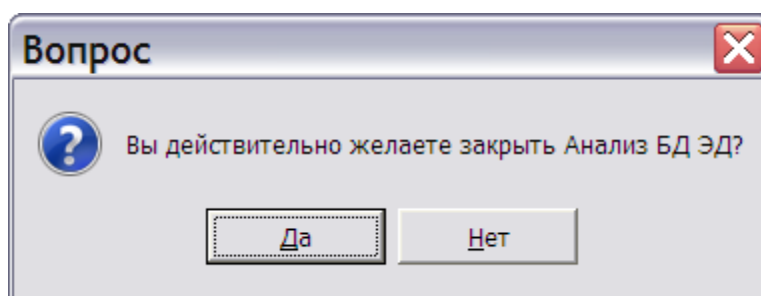 Вопрос
Вы действительно желаете закрыть Анализ БД ЭД?
Да
Нет